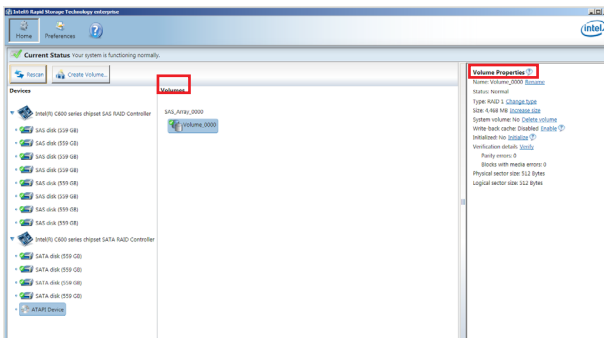 Intel® Rapid Storage Technology enterprise
Home
Preferences
intel
Current Status Your system is functioning normally.
Rescan
Create Volume...
Devices
Intel(R) C600 series chipset SAS RAID Controller
SAS disk (559 GB)
SAS disk (559 GB)
SAS disk (559 GB)
SAS disk (559 GB)
SAS disk (559 GB)
SAS disk (559 GB)
SAS disk (559 GB)
Intel(R) C600 series chipset SATA RAID Controller
SATA disk (559 GB)
SATA disk (559 GB)
SATA disk (559 GB)
SATA disk (559 GB)
ATAPI Device
Volumes
SAS_Array_0000
Volume_0000
Volume Properties
Name: Volume_0000 Rename
Status: Normal
Type: RAID 1 Change type
Size: 4,468 MB Increase size
System volume: No Delete volume
Write-back cache: Disabled Enable
Initialized: No Initialize
Verification details Verify
Parity errors: 0
Blocks with media errors: 0
Physical sector size: 512 Bytes
Logical sector size: 512 Bytes